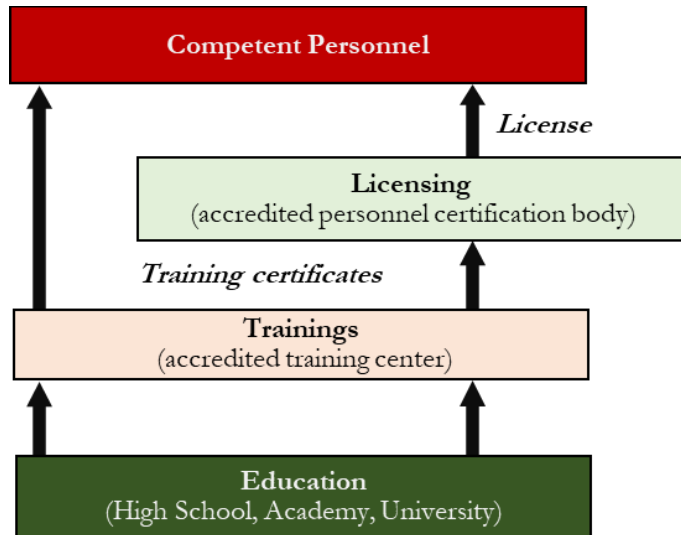 Competent Personnel
License
Licensing
(accredited personnel certification body)
Training certificates
Trainings
(accredited training center)
Education
(High School, Academy, University)